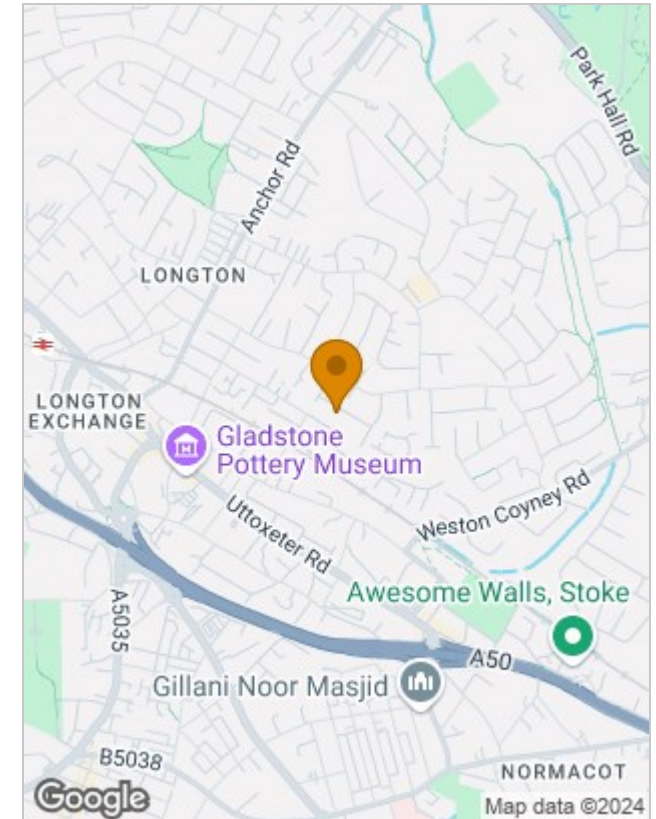 Park Hall Rd
Anchor Rd
LONGTON
LONGTON
EXCHANGE
Gladstone
Pottery Museum
Weston Coyney Rd
Uttoxeter Rd
Awesome Walls, Stoke
A5035
A50
Gillani Noor Masjid
B5038
NORMACOT
Google
Map data ©2024